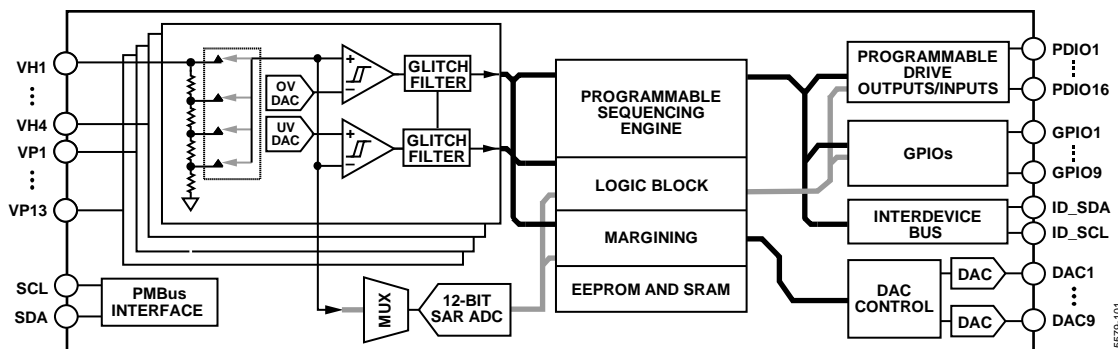 VH1
VH4
VP1
VP13
SCL
SDA
PMBus
INTERFACE
OV
DAC
UV
DAC
+
−
+
−
GLITCH
FILTER
GLITCH
FILTER
MUX
12-BIT
SAR ADC
PROGRAMMABLE
SEQUENCING
ENGINE
LOGIC BLOCK
MARGINING
EEPROM AND SRAM
PROGRAMMABLE
DRIVE
OUTPUTS/INPUTS
GPIOs
INTERDEVICE
BUS
DAC
CONTROL
DAC
DAC
PDIO1
PDIO16
GPIO1
GPIO9
ID_SDA
ID_SCL
DAC1
DAC9